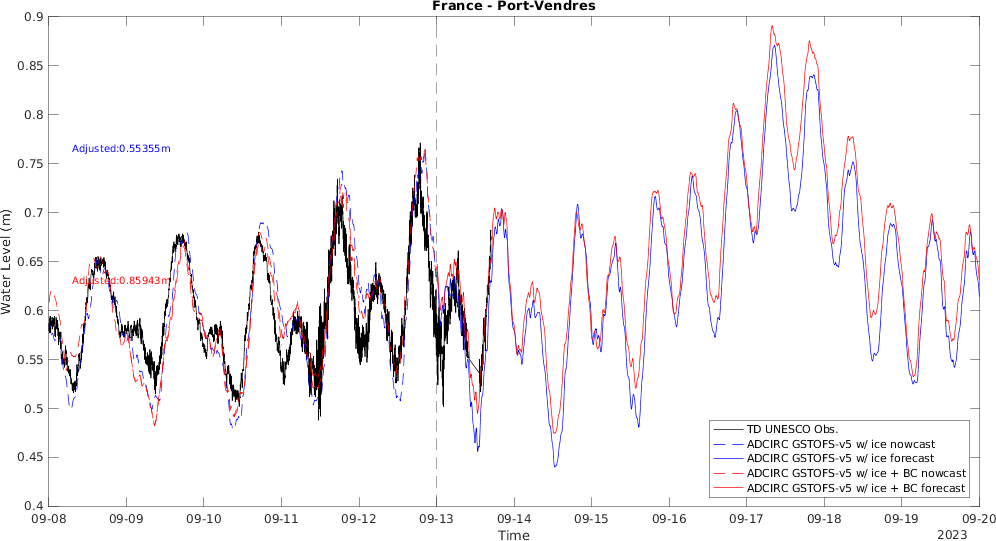 France - Port-Vendres
Water Level (m)
0.9
0.85
0.8
0.75
0.7
0.65
0.6
0.55
0.5
0.45
0.4
Adjusted:0.55355m
Adjusted:0.85943m
TD UNESCO Obs.
ADCIRC GSTOFS-v5 w/ ice nowcast
ADCIRC GSTOFS-v5 w/ ice forecast
ADCIRC GSTOFS-v5 w/ ice + BC nowcast
ADCIRC GSTOFS-v5 w/ ice + BC forecast
09-08 09-09 09-10 09-11 09-12 09-13 09-14 09-15 09-16 09-17 09-18 09-19 09-20
Time
2023